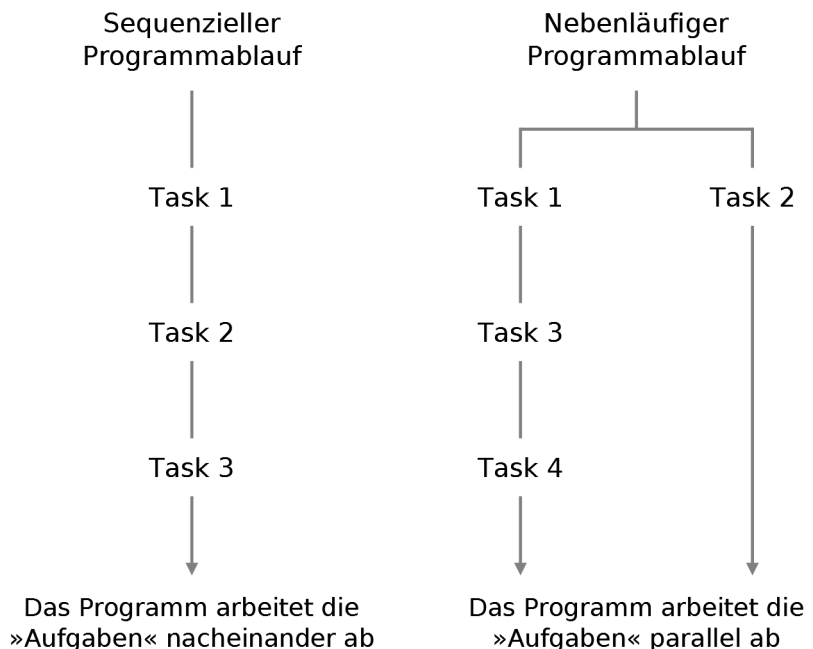 Sequenzieller
Programmablauf
Task 1
Task 2
Task 3
Das Programm arbeitet die
»Aufgaben« nacheinander ab
Nebenläufiger
Programmablauf
Task 1
Task 2
Task 3
Task 4
Das Programm arbeitet die
»Aufgaben« parallel ab